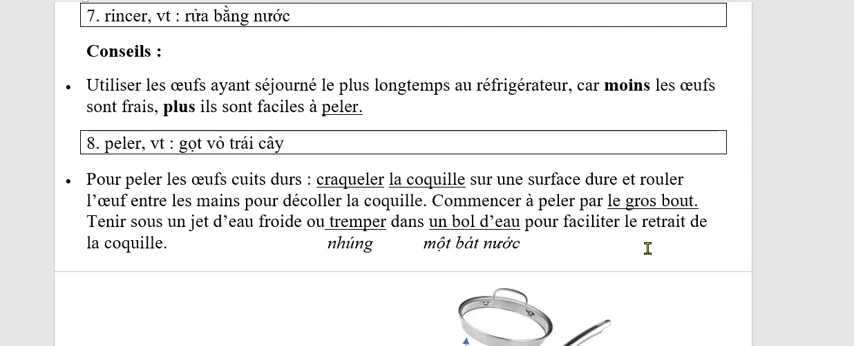 7. rincer, vt : rửa bằng nước
Conseils :
• Utiliser les œufs ayant séjourné le plus longtemps au réfrigérateur, car moins les œufs
sont frais, plus ils sont faciles à peler.
8. peler, vt : gọt vỏ trái cây
• Pour peler les œufs cuits durs : craqueler la coquille sur une surface dure et rouler
l’œuf entre les mains pour décoller la coquille. Commencer à peler par le gros bout.
Tenir sous un jet d’eau froide ou tremper dans un bol d’eau pour faciliter le retrait de
la coquille. nhúng một bát nước